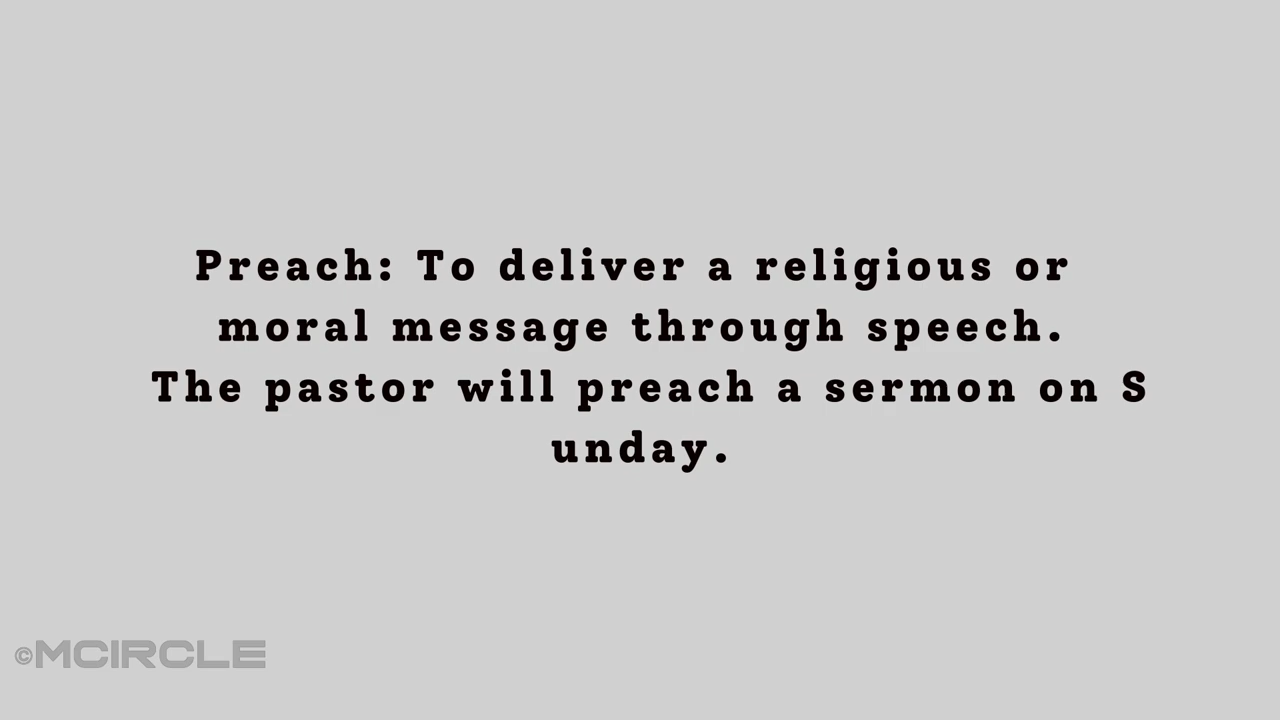 Preach: To deliver a religious or
moral message through speech.
The pastor will preach a sermon on S
unday.
©MCIRCLE